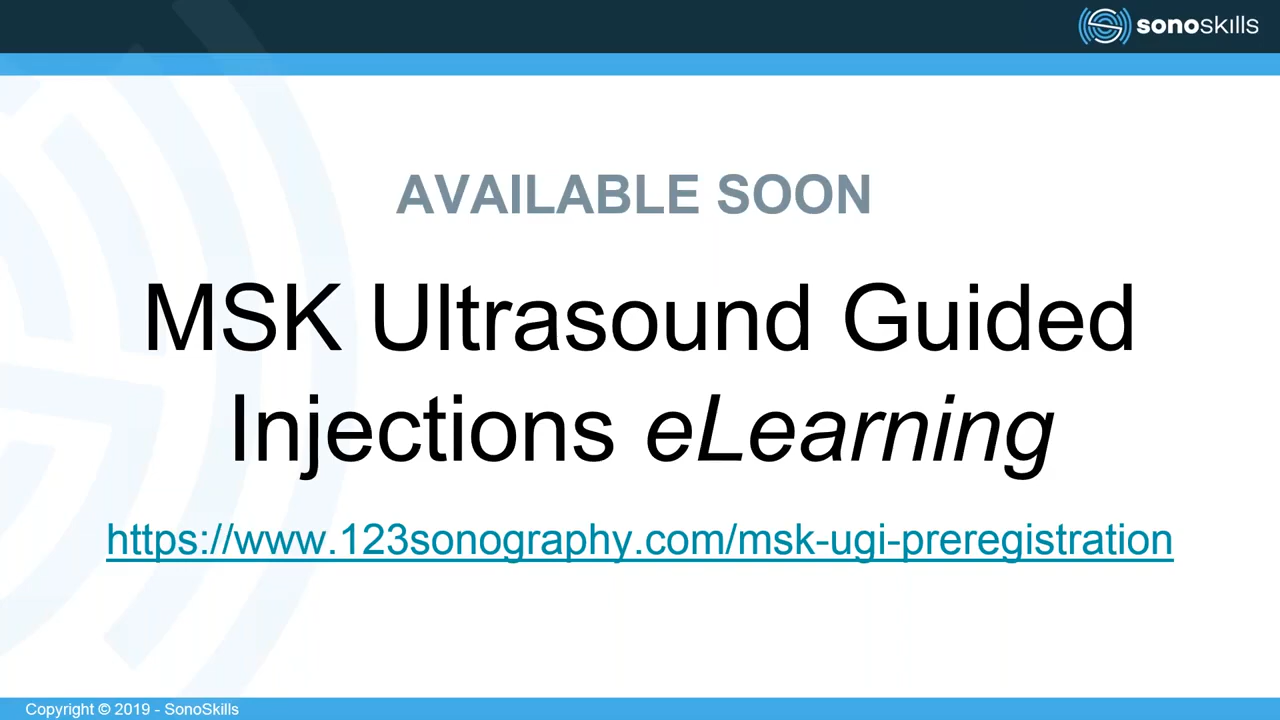 sonoskills
AVAILABLE SOON
MSK Ultrasound Guided
Injections eLearning
https://www.123sonography.com/msk-ugi-preregistration
Copyright © 2019 - SonoSkills